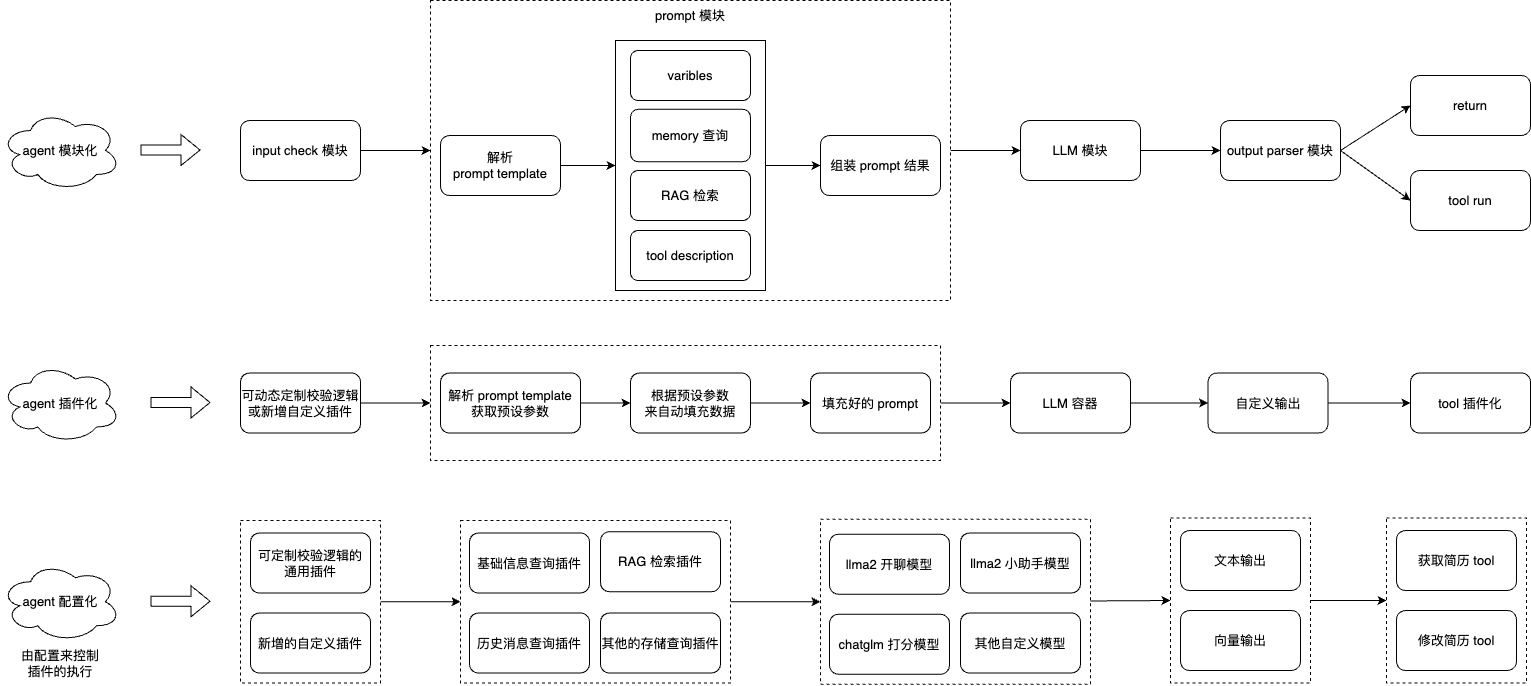 prompt 模块
agent 模块化
input check 模块
解析
prompt template
varibles
memory 查询
RAG 检索
tool description
组装 prompt 结果
LLM 模块
output parser 模块
return
tool run
agent 插件化
可动态定制校验逻辑
或新增自定义插件
解析 prompt template
获取预设参数
根据预设参数
来自动填充数据
填充好的 prompt
LLM 容器
自定义输出
tool 插件化
agent 配置化
由配置来控制
插件的执行
可定制校验逻辑的
通用插件
新增的自定义插件
基础信息查询插件
RAG 检索插件
历史消息查询插件
其他的存储查询插件
llma2 开聊模型
llma2 小助手模型
chatglm 打分模型
其他自定义模型
文本输出
向量输出
获取简历 tool
修改简历 tool